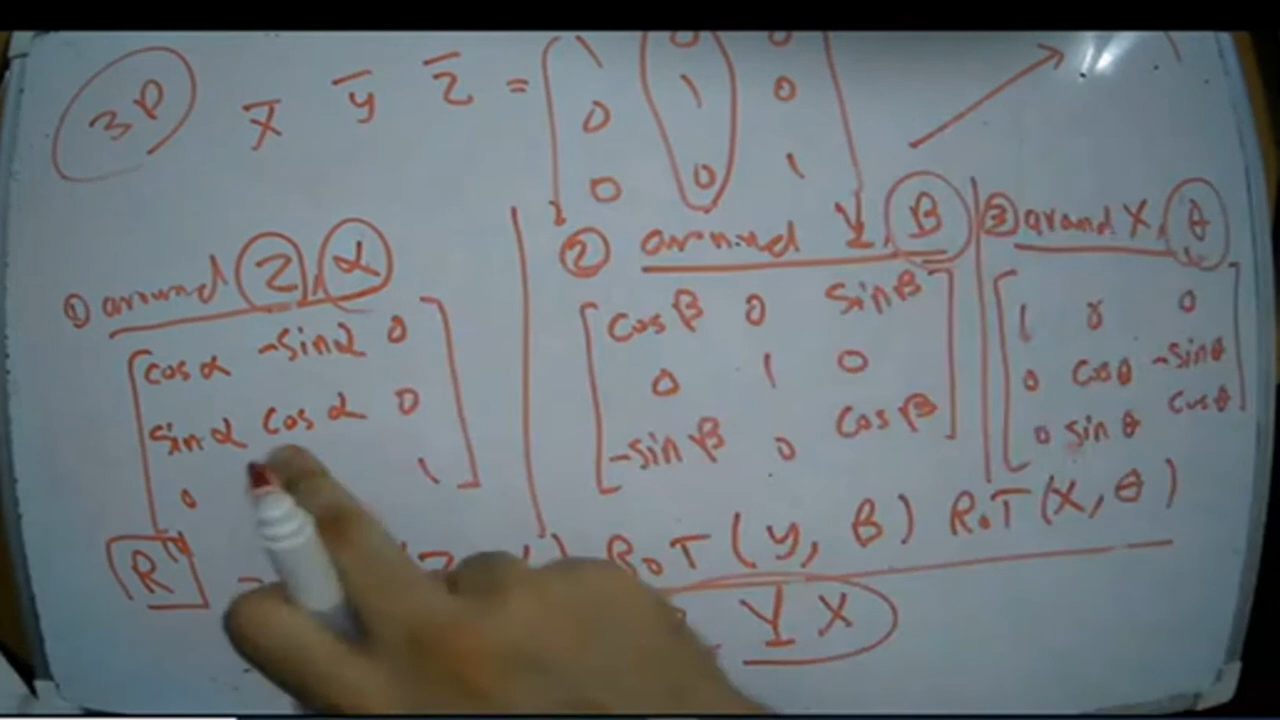 3D X̄ ȳ Z̄ = 1 0 0
0 1 0
0 0 1
① around Z, α
cos α -sin α 0
sin α cos α 0
0 1
② around Y, β
cos β 0 sin β
0 1 0
-sin β 0 cos β
③ around X, θ
1 0 0
0 cos θ -sin θ
0 sin θ cos θ
R = RoT (y, β) RoT (X, θ)
Y X